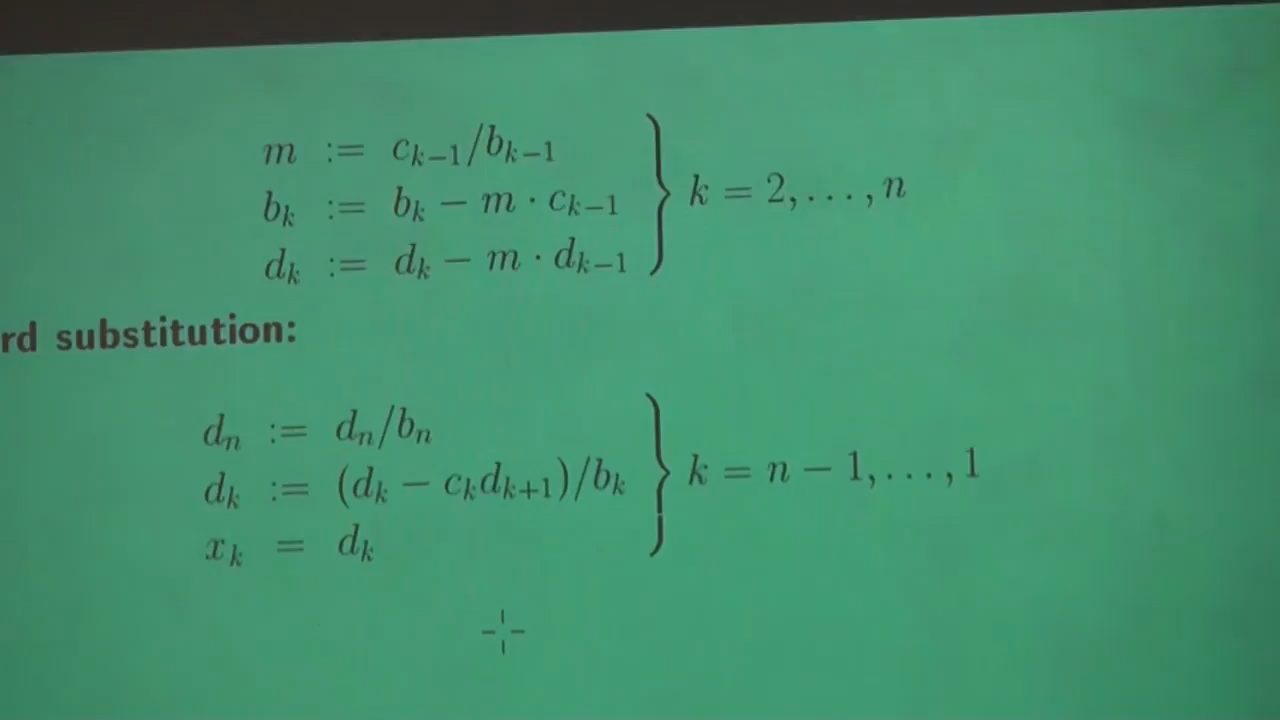 m := c_{k-1}/b_{k-1}
b_k := b_k − m · c_{k-1}
d_k := d_k − m · d_{k-1}
} k = 2, . . . , n
rd substitution:
d_n := d_n/b_n
d_k := (d_k − c_k d_{k+1})/b_k
x_k = d_k
} k = n − 1, . . . , 1